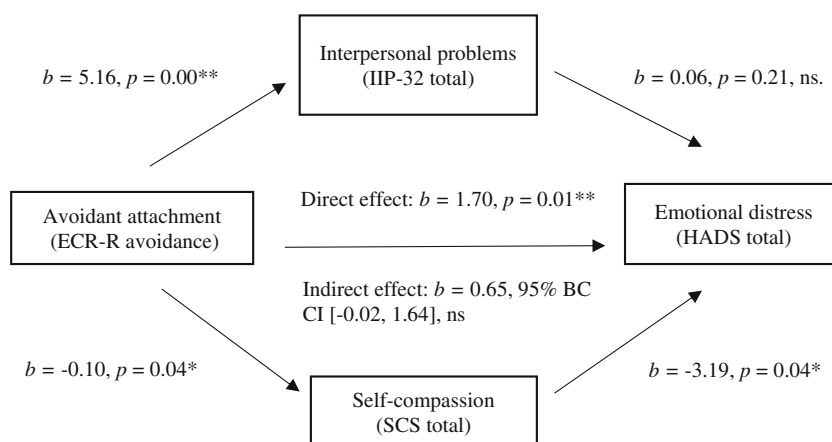 Interpersonal problems
(IIP-32 total)
b = 5.16, p = 0.00**
b = 0.06, p = 0.21, ns.
Avoidant attachment
(ECR-R avoidance)
Direct effect: b = 1.70, p = 0.01**
Emotional distress
(HADS total)
Indirect effect: b = 0.65, 95% BC
CI [-0.02, 1.64], ns
b = -0.10, p = 0.04*
b = -3.19, p = 0.04*
Self-compassion
(SCS total)